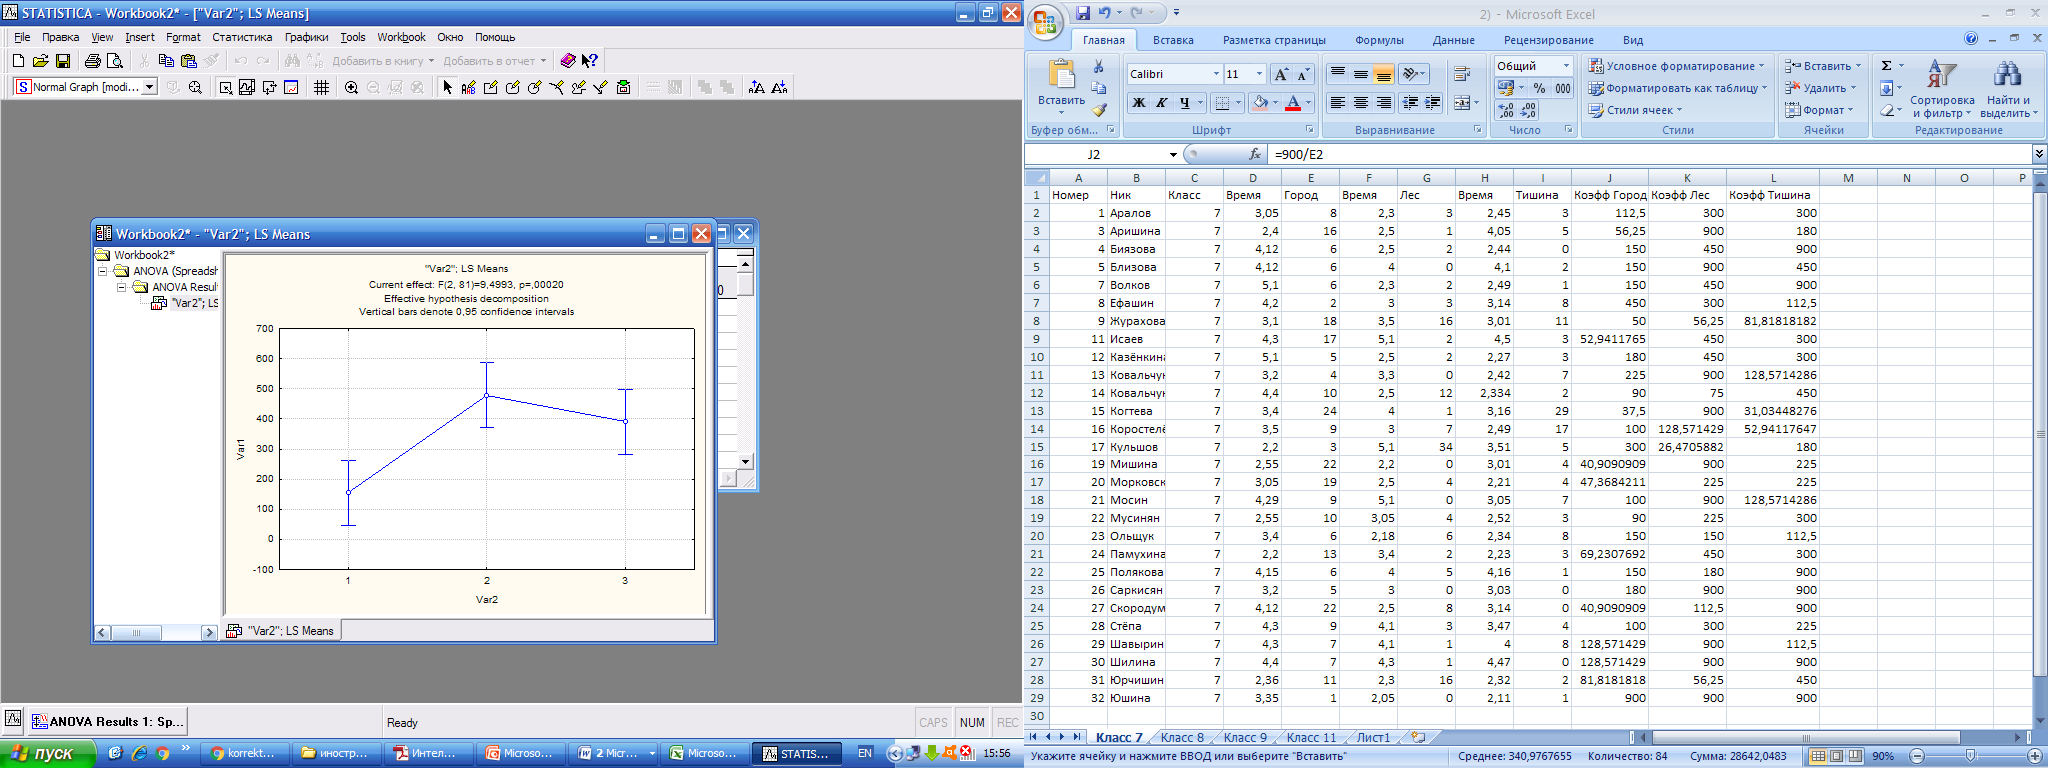 STATISTICA - Workbook2* - ["Var2"; LS Means]
File Правка View Insert Format Статистика Графики Tools Workbook Окно Помощь
Добавить в книгу Добавить в отчет
Normal Graph [modi...
Workbook2* - "Var2"; LS Means
Workbook2*
ANOVA (Spreadsh
ANOVA Resul
"Var2"; LS
"Var2"; LS Means
Current effect: F(2, 81)=9,4993, p=,00020
Effective hypothesis decomposition
Vertical bars denote 0,95 confidence intervals
700
600
500
400
300
200
100
0
-100
Var1
1 2 3
Var2
"Var2"; LS Means
ANOVA Results 1: Sp...
Ready
CAPS NUM REC
пуск
korrekt...
иностр...
Интел...
Microso...
2 Micr...
Microso...
STATIS...
EN
15:56
2) - Microsoft Excel
Главная Вставка Разметка страницы Формулы Данные Рецензирование Вид
Вставить
Буфер обм...
Calibri 11
Ж К Ч
Шрифт
Выравнивание
Общий
% 000
Число
Условное форматирование
Форматировать как таблицу
Стили ячеек
Стили
Вставить
Удалить
Формат
Ячейки
Сортировка и фильтр
Найти и выделить
Редактирование
J2 =900/E2
A B C D E F G H I J K L M N O P
1 Номер Ник Класс Время Город Время Лес Время Тишина Коэфф Город Коэфф Лес Коэфф Тишина
2 1 Аралов 7 3,05 8 2,3 3 2,45 3 112,5 300 300
3 3 Аришина 7 2,4 16 2,5 1 4,05 5 56,25 900 180
4 4 Биязова 7 4,12 6 2,5 2 2,44 0 150 450 900
5 5 Близова 7 4,12 6 4 0 4,1 2 150 900 450
6 7 Волков 7 5,1 6 2,3 2 2,49 1 150 450 900
7 8 Ефашин 7 4,2 2 3 3 3,14 8 450 300 112,5
8 9 Журахова 7 3,1 18 3,5 16 3,01 11 50 56,25 81,81818182
9 11 Исаев 7 4,3 17 5,1 2 4,5 3 52,9411765 450 300
10 12 Казёнкин 7 5,1 5 2,5 2 2,27 3 180 450 300
11 13 Ковальчу 7 3,2 4 3,3 0 2,42 7 225 900 128,5714286
12 14 Ковальчу 7 4,4 10 2,5 12 2,334 2 90 75 450
13 15 Когтева 7 3,4 24 4 1 3,16 29 37,5 900 31,03448276
14 16 Коростелё 7 3,5 9 3 7 2,49 17 100 128,571429 52,94117647
15 17 Кульшов 7 2,2 3 5,1 34 3,51 5 300 26,4705882 180
16 19 Мишина 7 2,55 22 2,2 0 3,01 4 40,9090909 900 225
17 20 Морковск 7 3,05 19 2,5 4 2,21 4 47,3684211 225 225
18 21 Мосин 7 4,29 9 5,1 0 3,05 7 100 900 128,5714286
19 22 Мусинян 7 2,55 10 3,05 4 2,52 3 90 225 300
20 23 Ольщук 7 3,4 6 2,18 6 2,34 8 150 150 112,5
21 24 Памухина 7 2,2 13 3,4 2 2,23 3 69,2307692 450 300
22 25 Полякова 7 4,15 6 4 5 4,16 1 150 180 900
23 26 Саркисян 7 3,2 5 3 0 3,03 0 180 900 900
24 27 Скородум 7 4,12 22 2,5 8 3,14 0 40,9090909 112,5 900
25 28 Стёпа 7 4,3 9 4,1 3 3,47 4 100 300 225
26 29 Шавырин 7 4,3 7 4,1 1 4 8 128,571429 900 112,5
27 30 Шилина 7 4,4 7 4,3 1 4,47 0 128,571429 900 900
28 31 Юрчишин 7 2,36 11 2,3 16 2,32 2 81,8181818 56,25 450
29 32 Юшина 7 3,35 1 2,05 0 2,11 1 900 900 900
30
Класс 7 Класс 8 Класс 9 Класс 11 Лист1
Укажите ячейку и нажмите ВВОД или выберите "Вставить" Среднее: 340,9767655 Количество: 84 Сумма: 28642,0483 90%